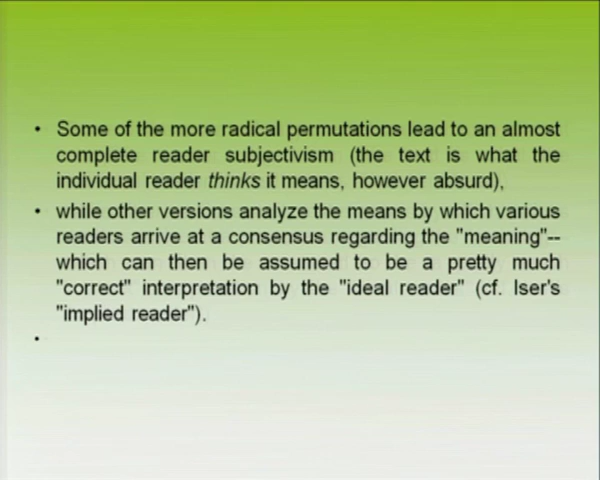 • Some of the more radical permutations lead to an almost
complete reader subjectivism (the text is what the
individual reader thinks it means, however absurd),
• while other versions analyze the means by which various
readers arrive at a consensus regarding the "meaning"--
which can then be assumed to be a pretty much
"correct" interpretation by the "ideal reader" (cf. Iser's
"implied reader").
•